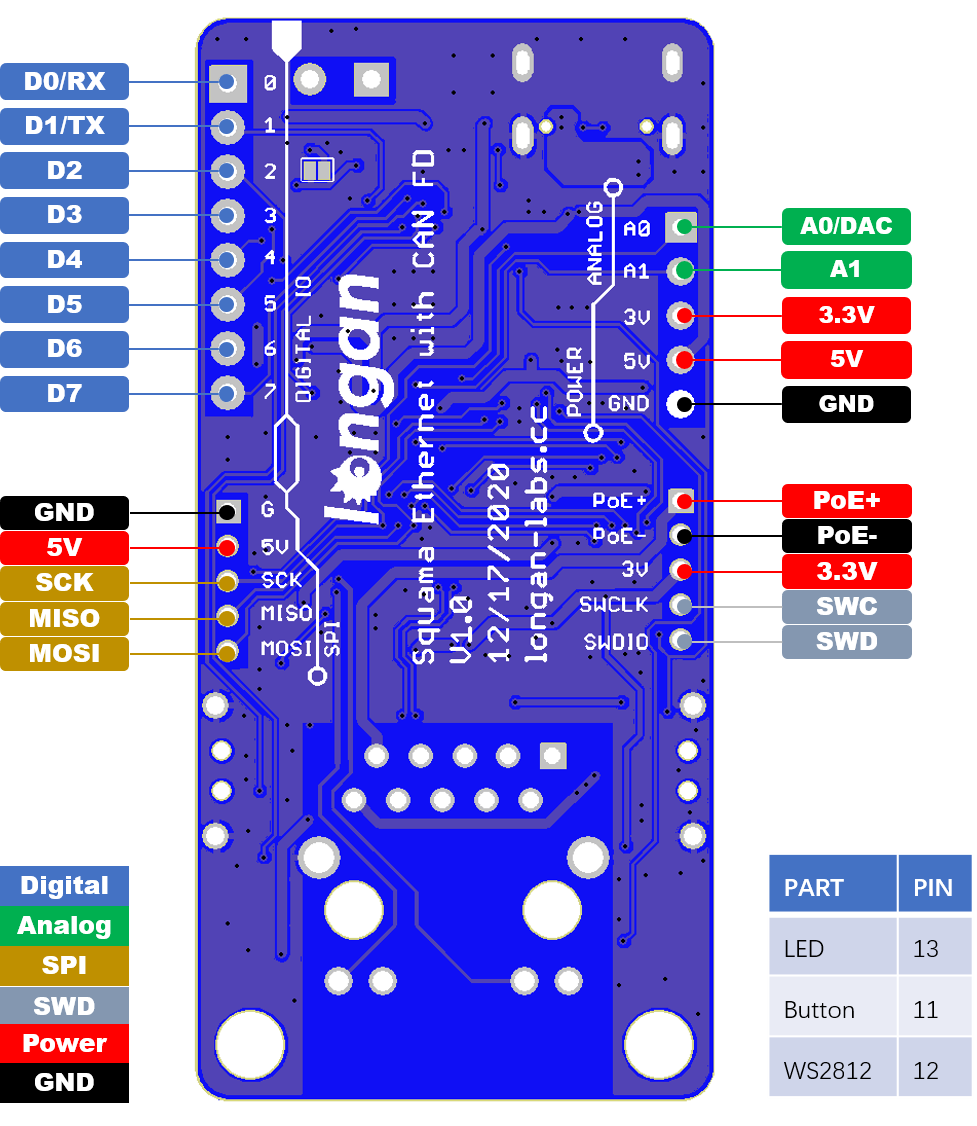 D0/RX
D1/TX
D2
D3
D4
D5
D6
D7
GND
5V
SCK
MISO
MOSI
Digital
Analog
SPI
SWD
Power
GND
0
1
2
3
4
5
6
7
DIGITAL IO
G
5V
SCK
MISO
MOSI
SPI
longan
Squama Ethernet with CAN FD
V1.0
12/17/2020
longan-labs.cc
ANALOG
A0
A1
POWER
3V
5V
GND
PoE+
PoE-
3V
SWCLK
SWDIO
A0/DAC
A1
3.3V
5V
GND
PoE+
PoE-
3.3V
SWC
SWD
PART PIN
LED 13
Button 11
WS2812 12